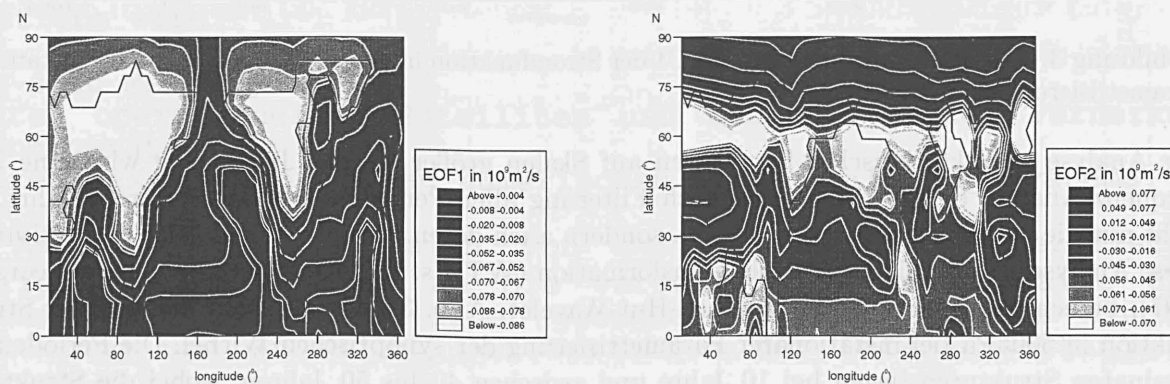 N
90
75
60
45
30
15
0
latitude (°)
40 80 120 160 200 240 280 320 360
longitude (°)
EOF1 in m²/s
Above -0.004
-0.008 -0.004
-0.020 -0.008
-0.035 -0.020
-0.052 -0.035
-0.067 -0.052
-0.070 -0.067
-0.078 -0.070
-0.086 -0.078
Below -0.086
N
90
75
60
45
30
15
0
latitude (°)
40 80 120 160 200 240 280 320 360
longitude (°)
EOF2 in m²/s
Above 0.077
0.049 0.077
0.012 -0.049
-0.016 -0.012
-0.030 -0.016
-0.045 -0.030
-0.056 -0.045
-0.061 -0.056
-0.070 -0.061
Below -0.070